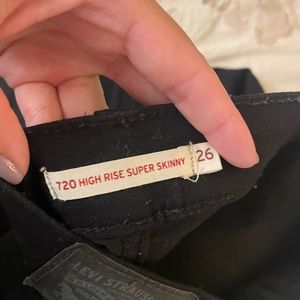 720 HIGH RISE SUPER SKINNY 26
LEVI STRAUSS